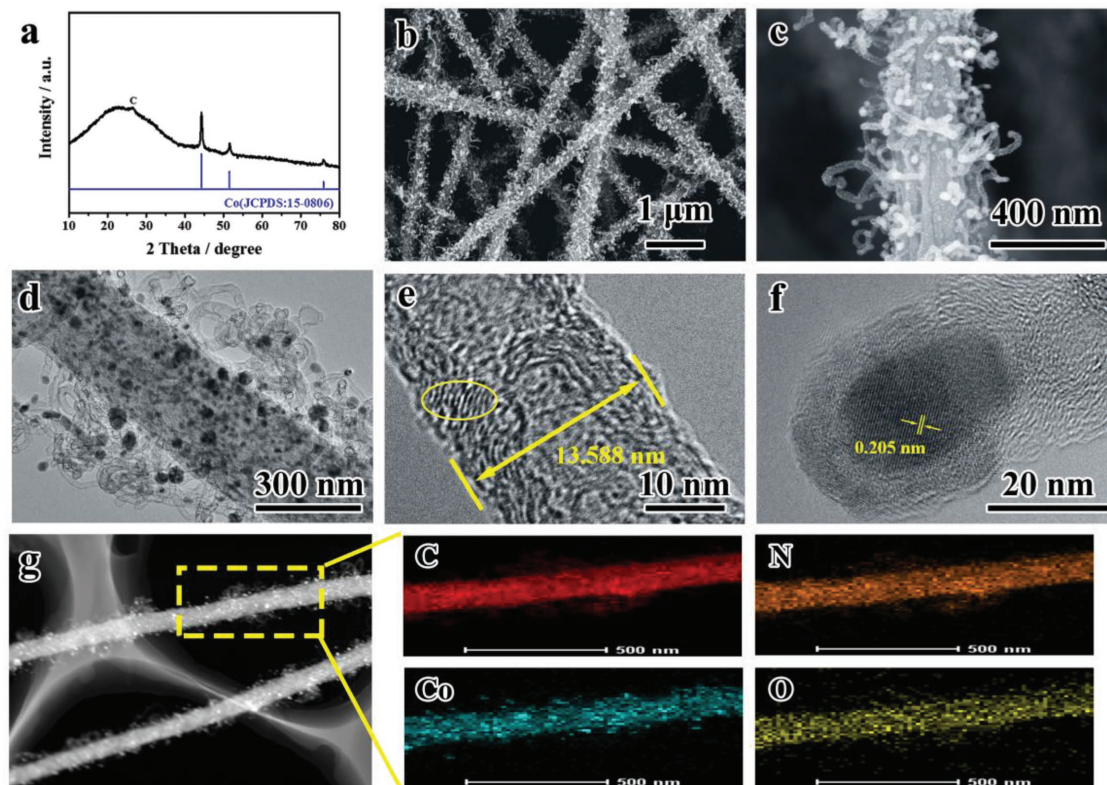 a
Intensity / a.u.
C
Co(JCPDS:15-0806)
10 20 30 40 50 60 70 80
2 Theta / degree
b
1 μm
c
400 nm
d
300 nm
e
13.588 nm
10 nm
f
0.205 nm
20 nm
g
C
500 nm
N
500 nm
Co
500 nm
O
500 nm